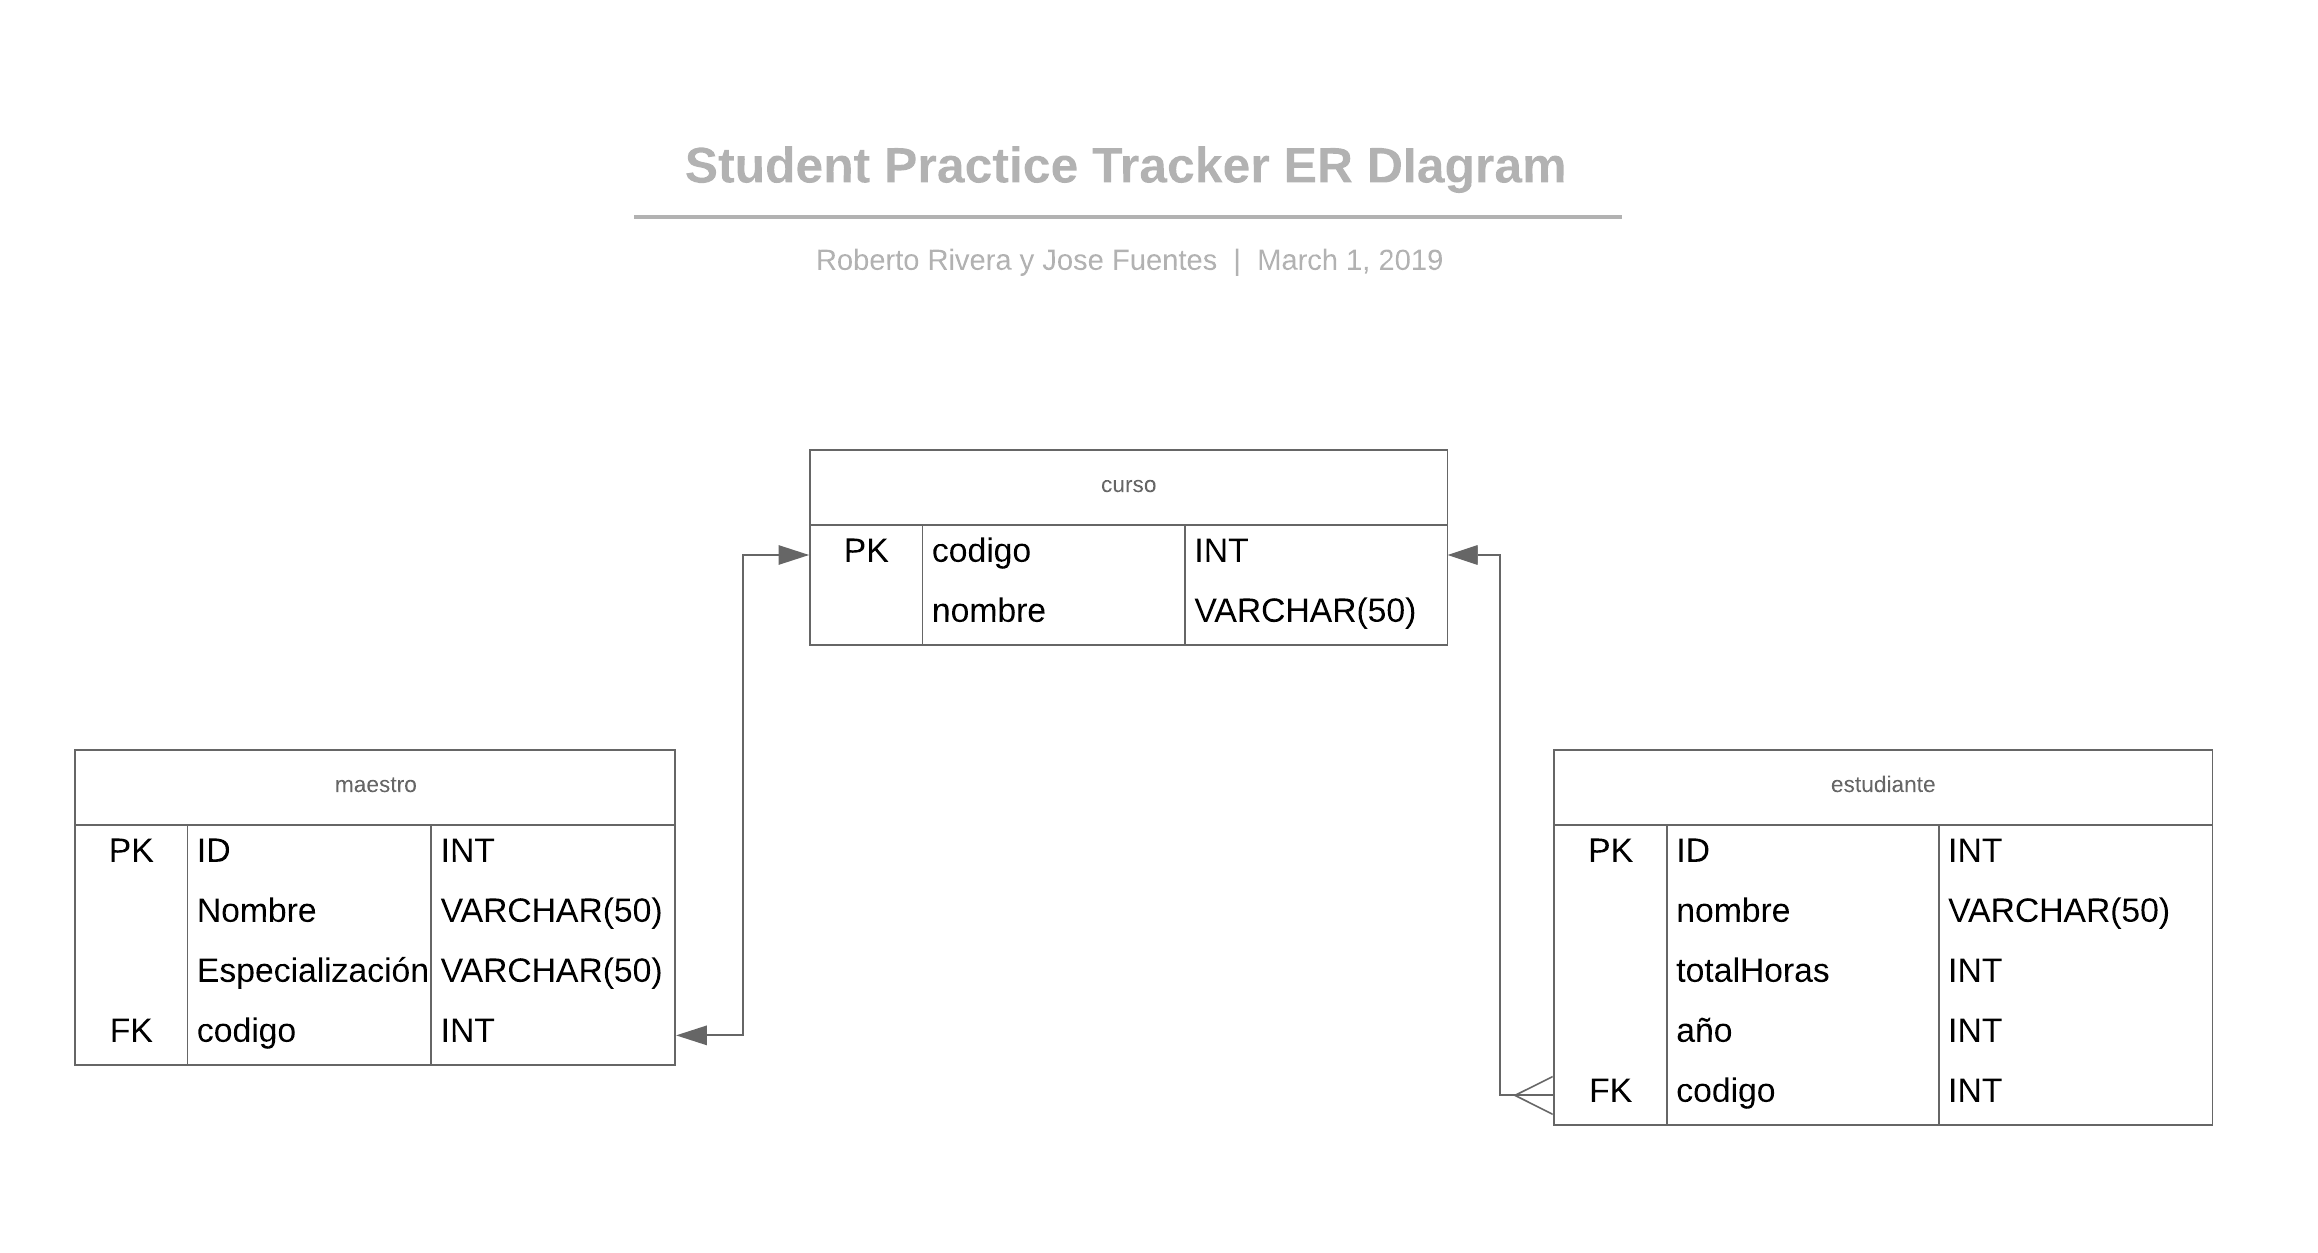 Student Practice Tracker ER DIagram
Roberto Rivera y Jose Fuentes | March 1, 2019
curso
PK codigo INT
nombre VARCHAR(50)
maestro
PK ID INT
Nombre VARCHAR(50)
Especialización VARCHAR(50)
FK codigo INT
estudiante
PK ID INT
nombre VARCHAR(50)
totalHoras INT
año INT
FK codigo INT